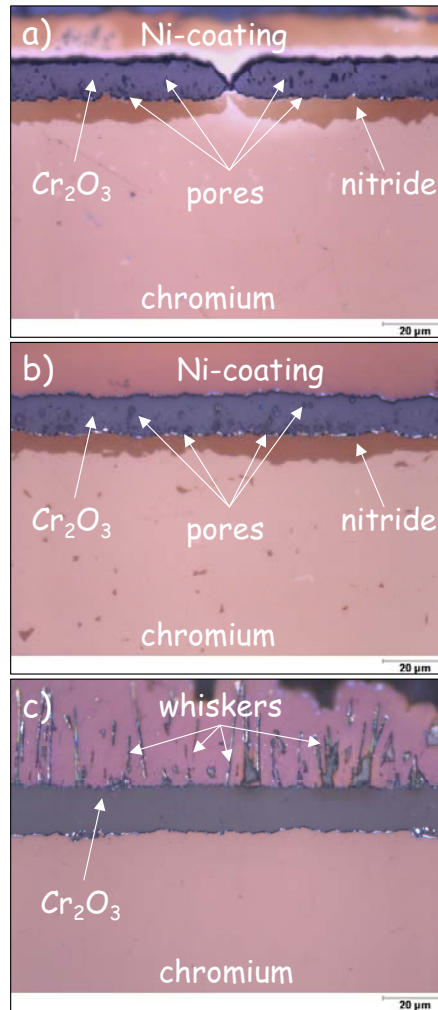 a)
Ni-coating
Cr₂O₃
pores
nitride
chromium
20 µm
b)
Ni-coating
Cr₂O₃
pores
nitride
chromium
20 µm
c)
whiskers
Cr₂O₃
chromium
20 µm